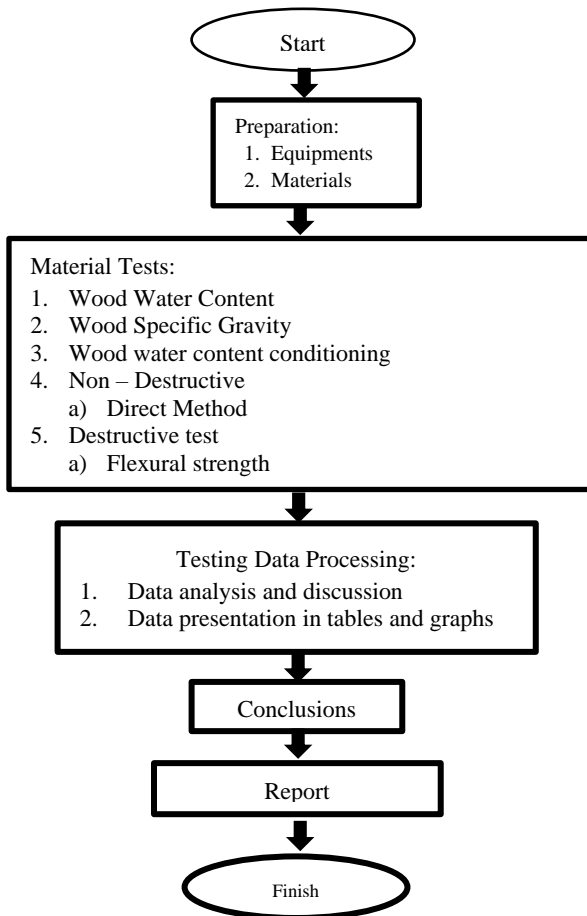 Start
Preparation:
1. Equipments
2. Materials
Material Tests:
1. Wood Water Content
2. Wood Specific Gravity
3. Wood water content conditioning
4. Non – Destructive
a) Direct Method
5. Destructive test
a) Flexural strength
Testing Data Processing:
1. Data analysis and discussion
2. Data presentation in tables and graphs
Conclusions
Report
Finish